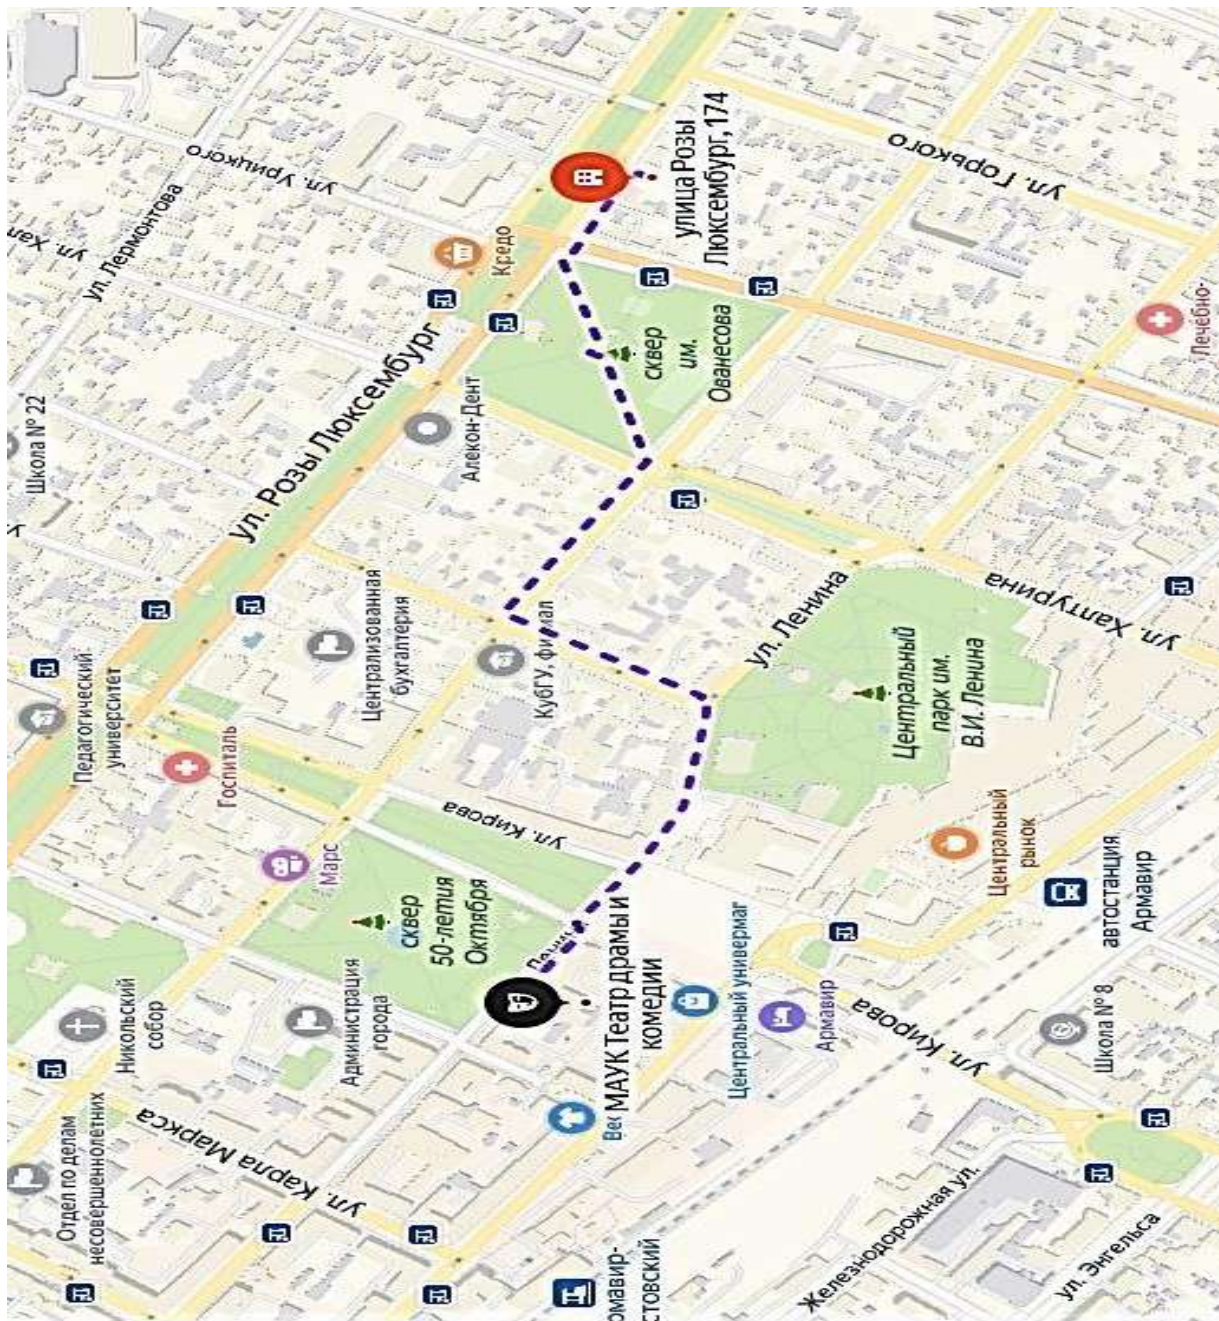 ул. Урицкого
ул. Хал
ул. Лермонтова
Школа № 22
ул. Розы Люксембург
Кредо
улица Розы
Люксембург, 174
ул. Горького
Алекон-Дент
сквер
им.
Ованесова
Лечебно-
Педагогический
университет
Госпиталь
Централизованная
бухгалтерия
КубГУ, филиал
ул. Ленина
ул. Халтурина
Центральный
парк им.
В.И. Ленина
Марс
ул. Кирова
сквер
50-летия
Октября
Центральный
рынок
автостанция
Армавир
Никольский
собор
Администрация
города
МАУК Театр драмы и
комедии
Центральный универмаг
Армавир
ул. Кирова
Школа № 8
Отдел по делам
несовершеннолетних
ул. Карла Маркса
Железнодорожная ул.
ул. Энгельса
омавир-
стовский